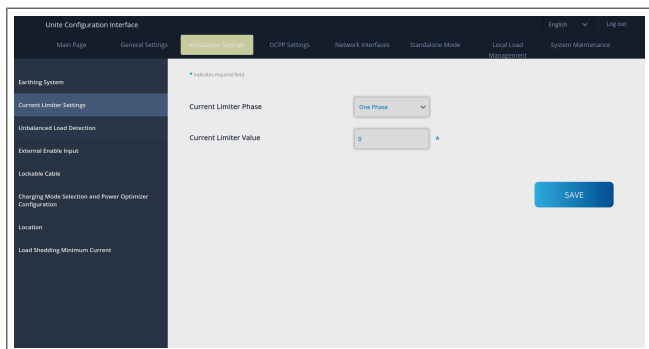 Unite Configuration Interface
English
Log out
Main Page
General Settings
Installation Settings
OCPP Settings
Network Interfaces
Standalone Mode
Local Load
Management
System Maintenance
* Indicates required field.
Earthing System
Current Limiter Settings
Unbalanced Load Detection
External Enable Input
Lockable Cable
Charging Mode Selection and Power Optimizer
Configuration
Location
Load Shedding Minimum Current
Current Limiter Phase
One Phase
Current Limiter Value
0
*
SAVE